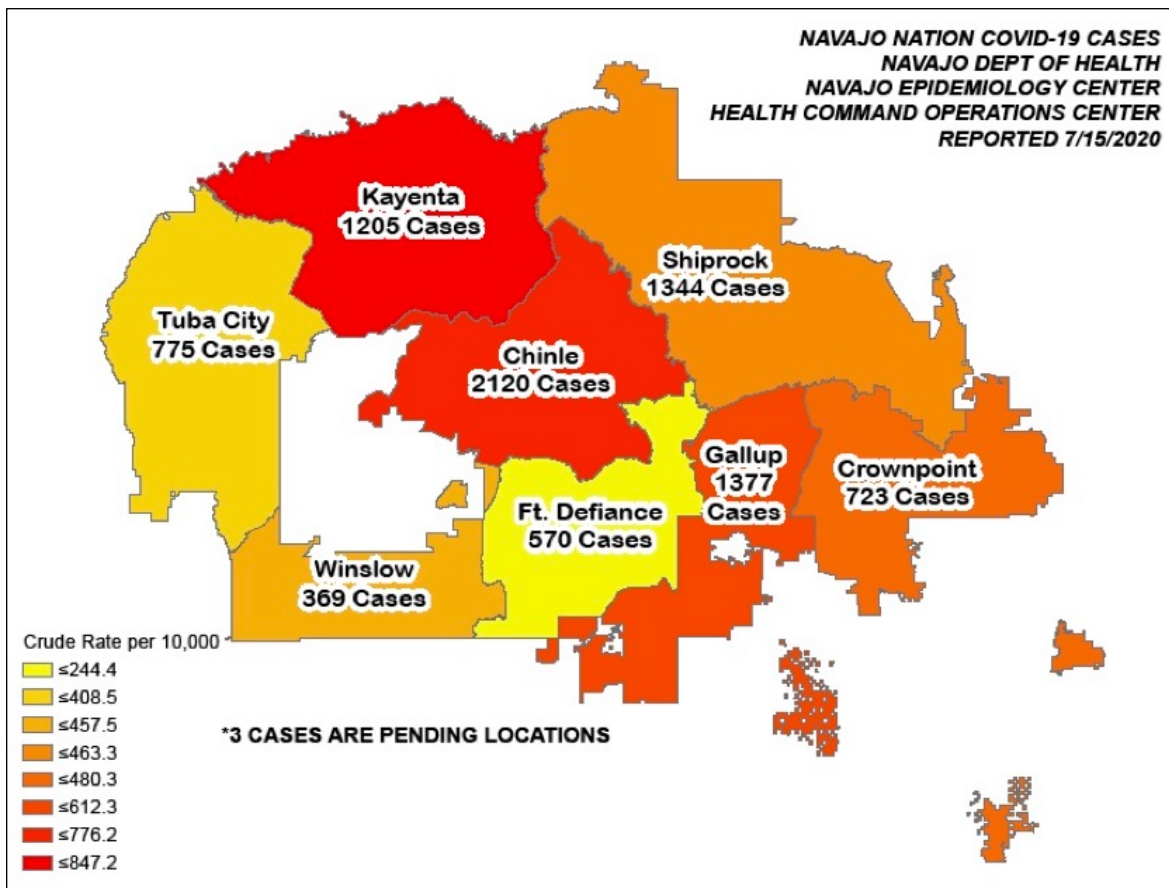 NAVAJO NATION COVID-19 CASES
NAVAJO DEPT OF HEALTH
NAVAJO EPIDEMIOLOGY CENTER
HEALTH COMMAND OPERATIONS CENTER
REPORTED 7/15/2020
Kayenta
1205 Cases
Shiprock
1344 Cases
Tuba City
775 Cases
Chinle
2120 Cases
Gallup
1377
Cases
Crownpoint
723 Cases
Ft. Defiance
570 Cases
Winslow
369 Cases
Crude Rate per 10,000
≤244.4
≤408.5
≤457.5
≤463.3
≤480.3
≤612.3
≤776.2
≤847.2
*3 CASES ARE PENDING LOCATIONS